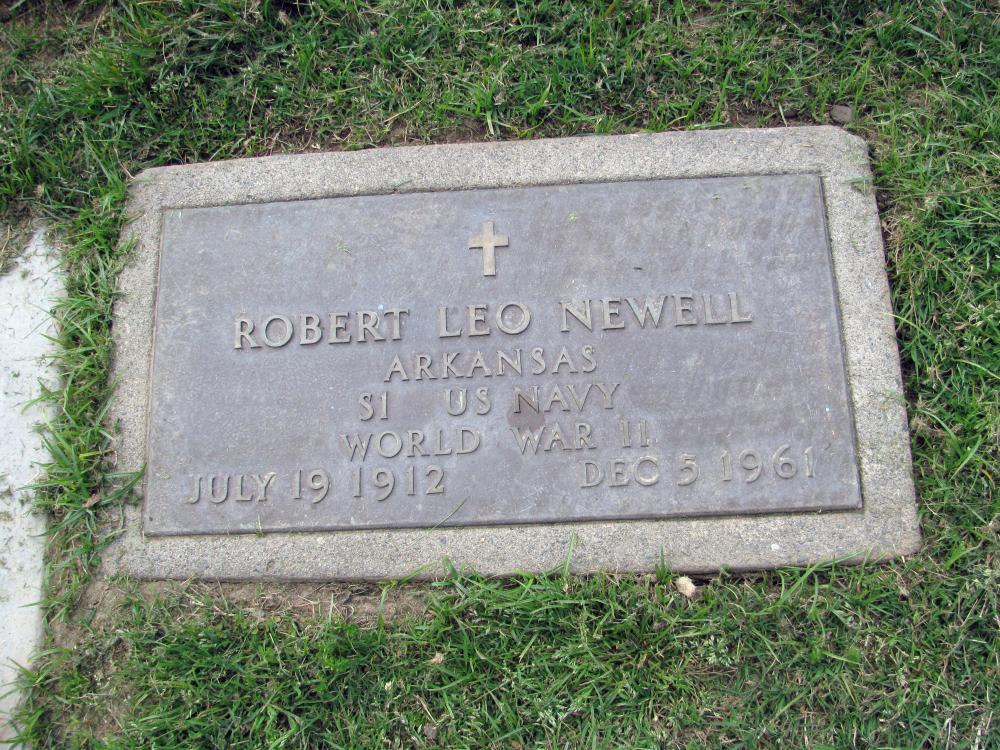 ROBERT LEO NEWELL
ARKANSAS
S1 US NAVY
WORLD WAR II
JULY 19 1912 DEC 5 1961